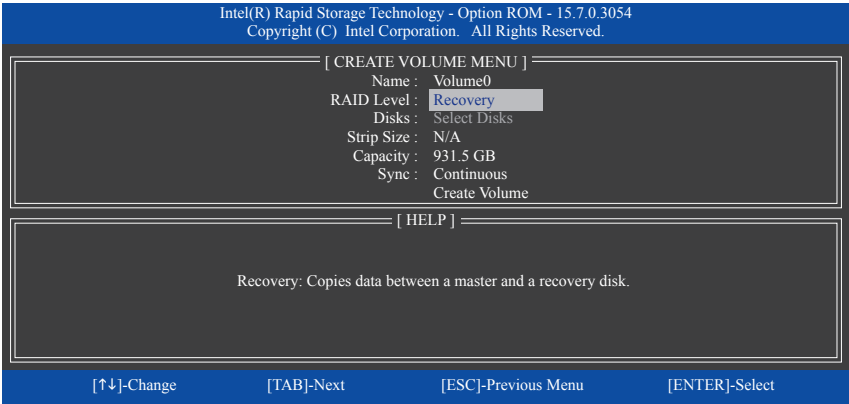 Intel(R) Rapid Storage Technology - Option ROM - 15.7.0.3054
Copyright (C) Intel Corporation. All Rights Reserved.
[ CREATE VOLUME MENU ]
Name : Volume0
RAID Level : Recovery
Disks : Select Disks
Strip Size : N/A
Capacity : 931.5 GB
Sync : Continuous
Create Volume
[ HELP ]
Recovery: Copies data between a master and a recovery disk.
[↑↓]-Change [TAB]-Next [ESC]-Previous Menu [ENTER]-Select